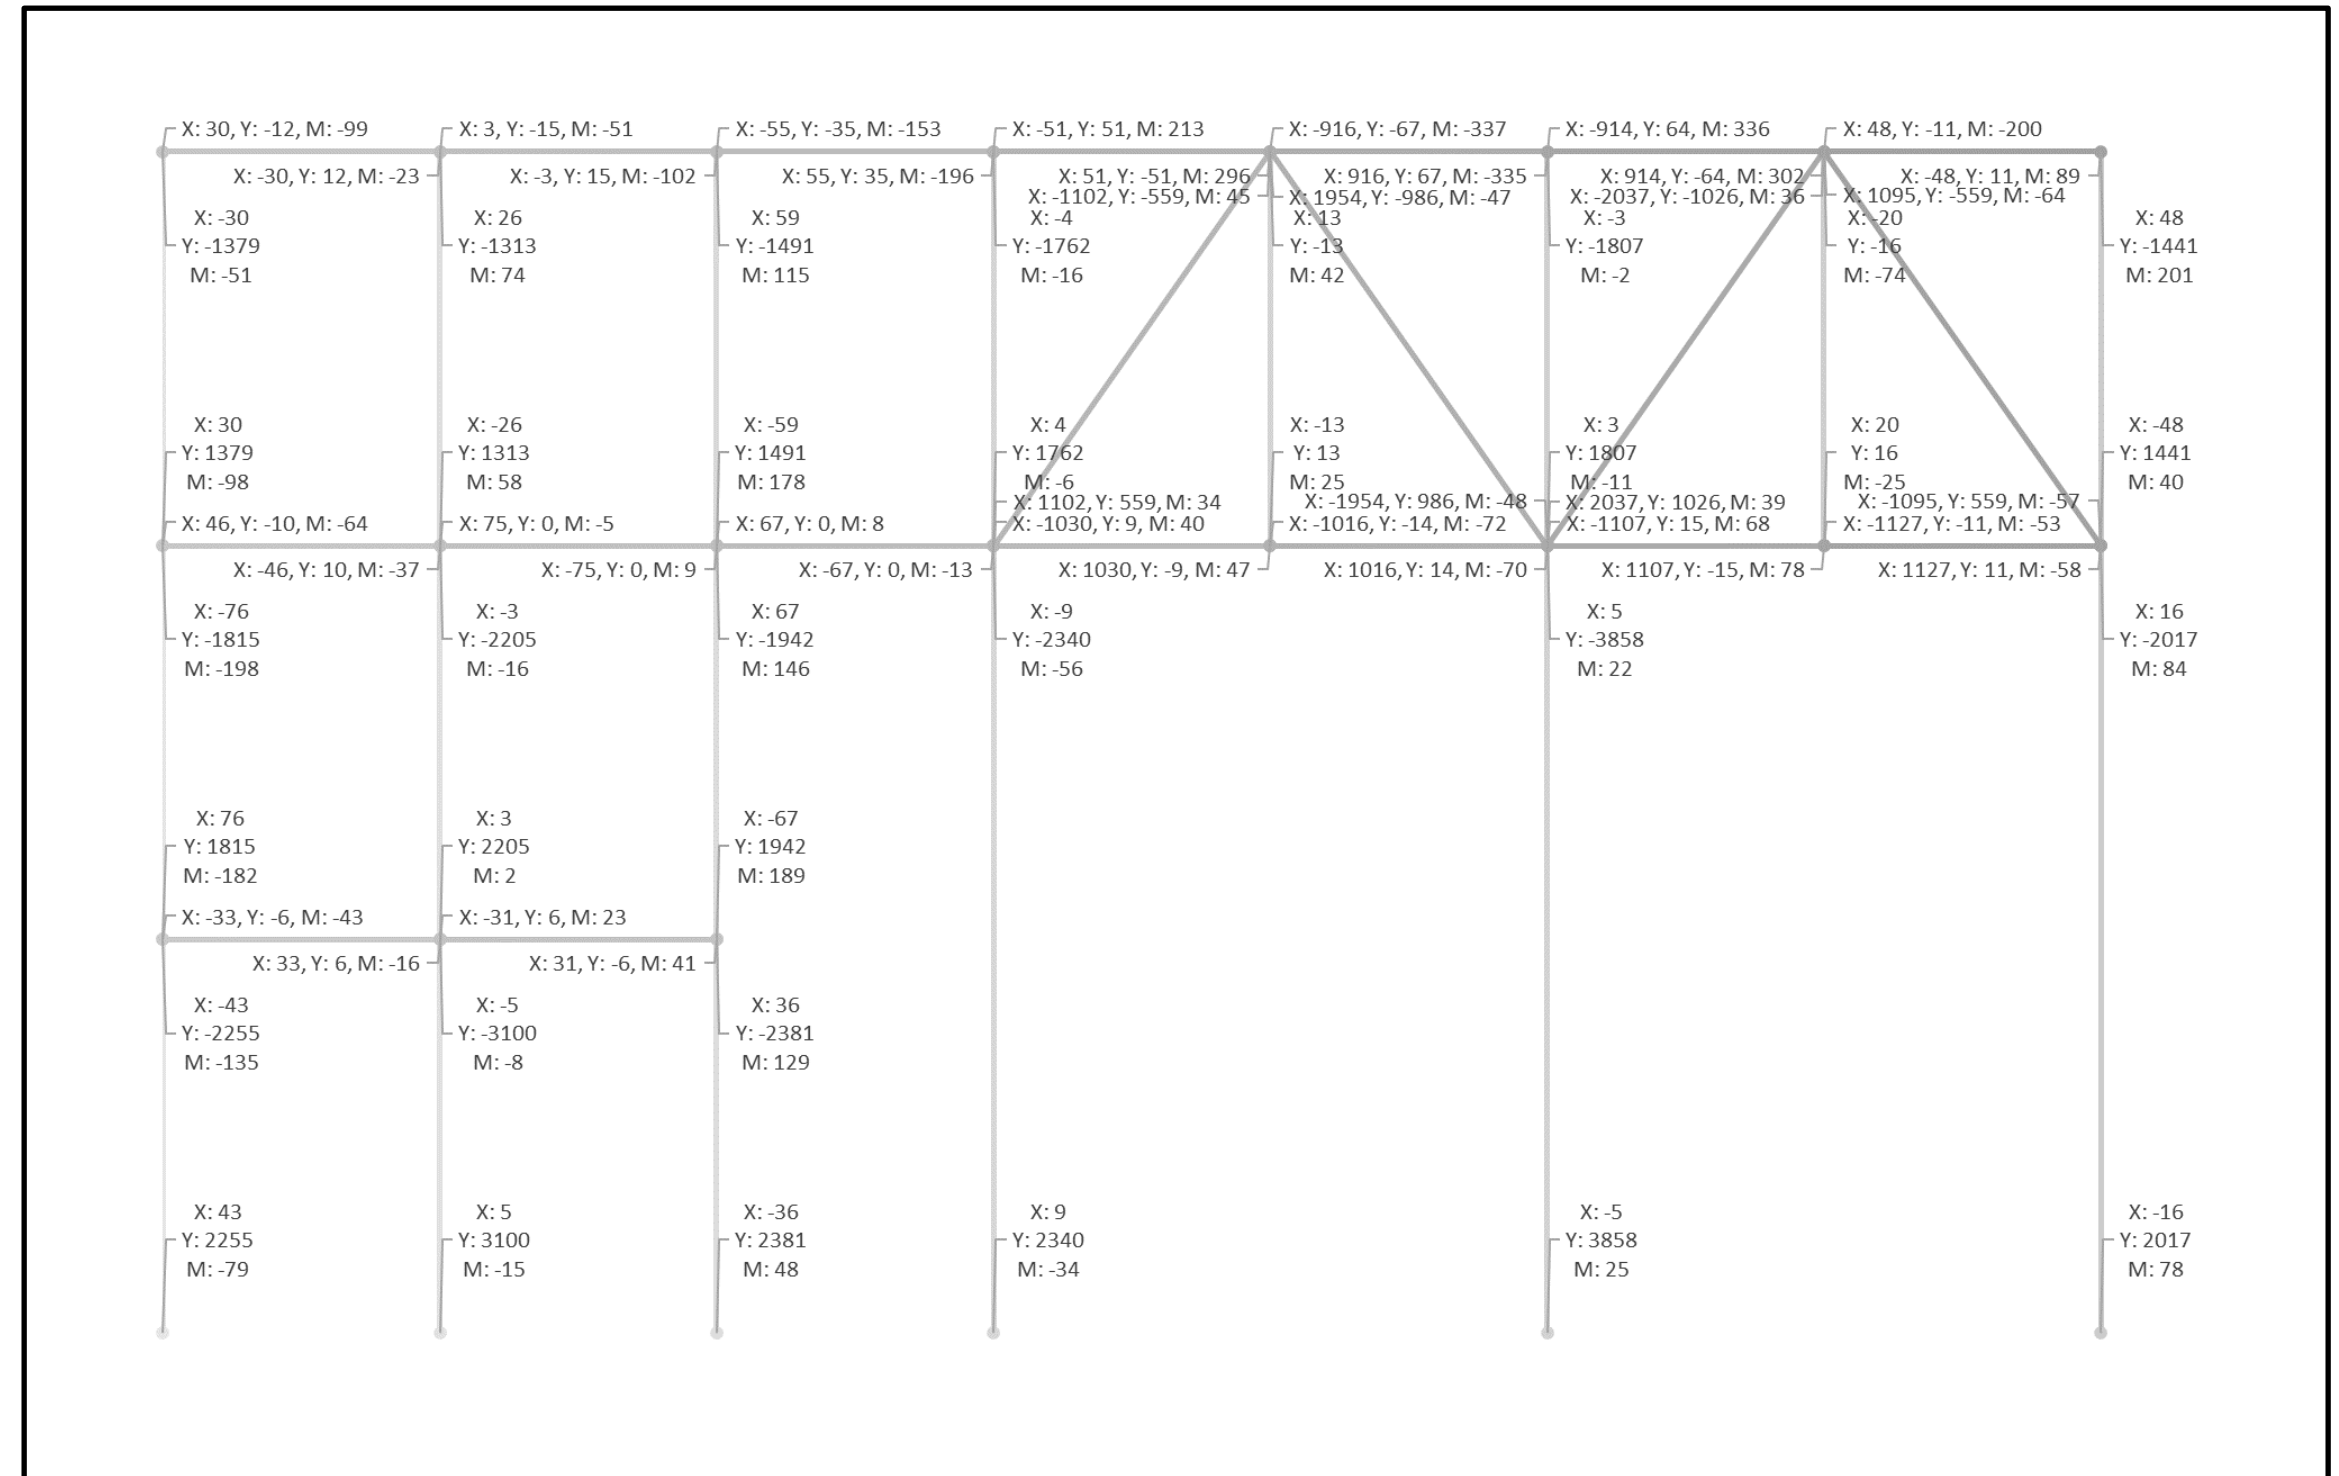 X: 30, Y: -12, M: -99
X: 3, Y: -15, M: -51
X: -55, Y: -35, M: -153
X: -51, Y: 51, M: 213
X: -916, Y: -67, M: -337
X: -914, Y: 64, M: 336
X: 48, Y: -11, M: -200
X: -30, Y: 12, M: -23
X: -3, Y: 15, M: -102
X: 55, Y: 35, M: -196
X: 51, Y: -51, M: 296
X: 916, Y: 67, M: -335
X: 914, Y: -64, M: 302
X: -48, Y: 11, M: 89
X: -1102, Y: -559, M: 45
X: 1954, Y: -986, M: -47
X: -2037, Y: -1026, M: 36
X: 1095, Y: -559, M: -64
X: -30
Y: -1379
M: -51
X: 26
Y: -1313
M: 74
X: 59
Y: -1491
M: 115
X: -4
Y: -1762
M: -16
X: 13
Y: -13
M: 42
X: -3
Y: -1807
M: -2
X: -20
Y: -16
M: -74
X: 48
Y: -1441
M: 201
X: 30
Y: 1379
M: -98
X: -26
Y: 1313
M: 58
X: -59
Y: 1491
M: 178
X: 4
Y: 1762
M: -6
X: -13
Y: 13
M: 25
X: 3
Y: 1807
M: -11
X: 20
Y: 16
M: -25
X: -48
Y: 1441
M: 40
X: 1102, Y: 559, M: 34
X: -1954, Y: 986, M: -48
X: 2037, Y: 1026, M: 39
X: -1095, Y: 559, M: -57
X: 46, Y: -10, M: -64
X: 75, Y: 0, M: -5
X: 67, Y: 0, M: 8
X: -1030, Y: 9, M: 40
X: -1016, Y: -14, M: -72
X: -1107, Y: 15, M: 68
X: -1127, Y: -11, M: -53
X: -46, Y: 10, M: -37
X: -75, Y: 0, M: 9
X: -67, Y: 0, M: -13
X: 1030, Y: -9, M: 47
X: 1016, Y: 14, M: -70
X: 1107, Y: -15, M: 78
X: 1127, Y: 11, M: -58
X: -76
Y: -1815
M: -198
X: -3
Y: -2205
M: -16
X: 67
Y: -1942
M: 146
X: -9
Y: -2340
M: -56
X: 5
Y: -3858
M: 22
X: 16
Y: -2017
M: 84
X: 76
Y: 1815
M: -182
X: 3
Y: 2205
M: 2
X: -67
Y: 1942
M: 189
X: -33, Y: -6, M: -43
X: -31, Y: 6, M: 23
X: 33, Y: 6, M: -16
X: 31, Y: -6, M: 41
X: -43
Y: -2255
M: -135
X: -5
Y: -3100
M: -8
X: 36
Y: -2381
M: 129
X: 43
Y: 2255
M: -79
X: 5
Y: 3100
M: -15
X: -36
Y: 2381
M: 48
X: 9
Y: 2340
M: -34
X: -5
Y: 3858
M: 25
X: -16
Y: 2017
M: 78